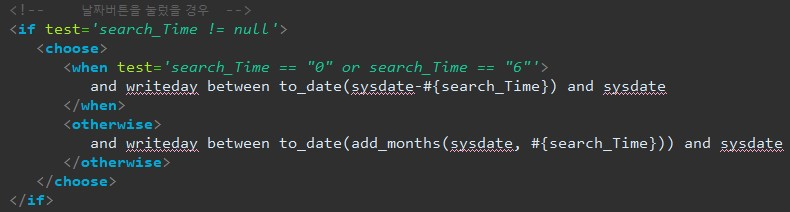 <!-- 날짜버튼을 눌렀을 경우 -->
<if test='search_Time != null'>
<choose>
<when test='search_Time == "0" or search_Time == "6"'>
and writeday between to_date(sysdate-#{search_Time}) and sysdate
</when>
<otherwise>
and writeday between to_date(add_months(sysdate, #{search_Time})) and sysdate
</otherwise>
</choose>
</if>